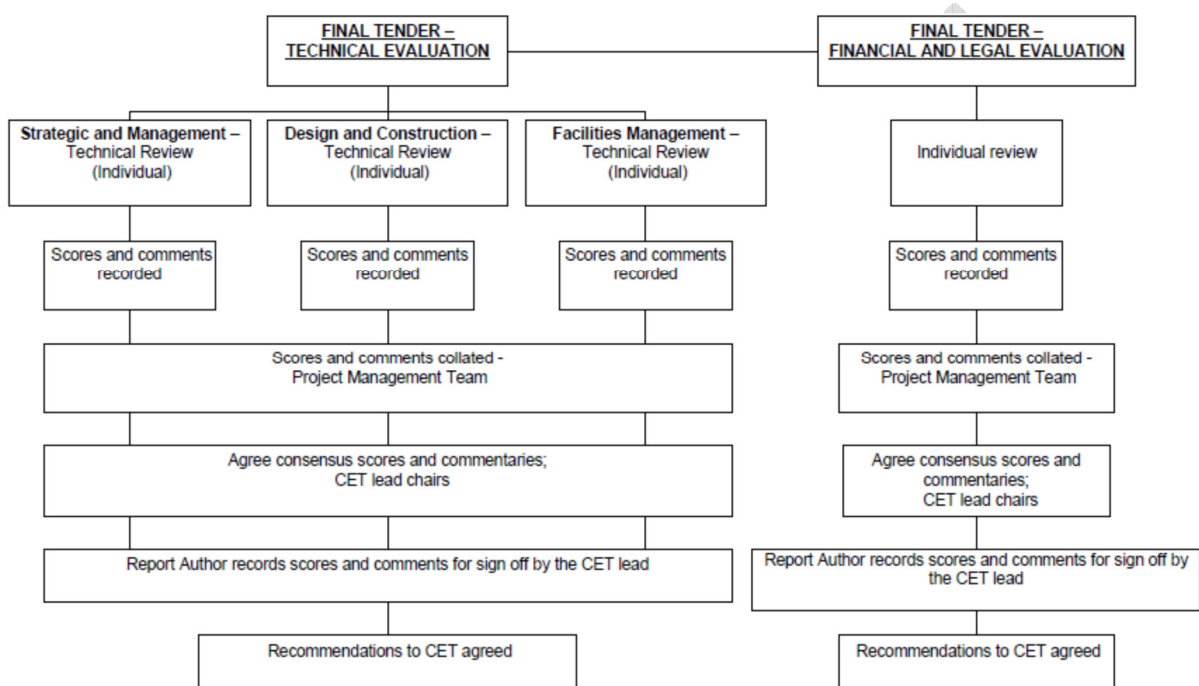 FINAL TENDER –
TECHNICAL EVALUATION
FINAL TENDER –
FINANCIAL AND LEGAL EVALUATION
Strategic and Management –
Technical Review
(Individual)
Design and Construction –
Technical Review
(Individual)
Facilities Management –
Technical Review
(Individual)
Individual review
Scores and comments
recorded
Scores and comments
recorded
Scores and comments
recorded
Scores and comments
recorded
Scores and comments collated -
Project Management Team
Scores and comments collated -
Project Management Team
Agree consensus scores and commentaries;
CET lead chairs
Agree consensus scores and
commentaries;
CET lead chairs
Report Author records scores and comments for sign off by the CET lead
Report Author records scores and comments for sign off by
the CET lead
Recommendations to CET agreed
Recommendations to CET agreed